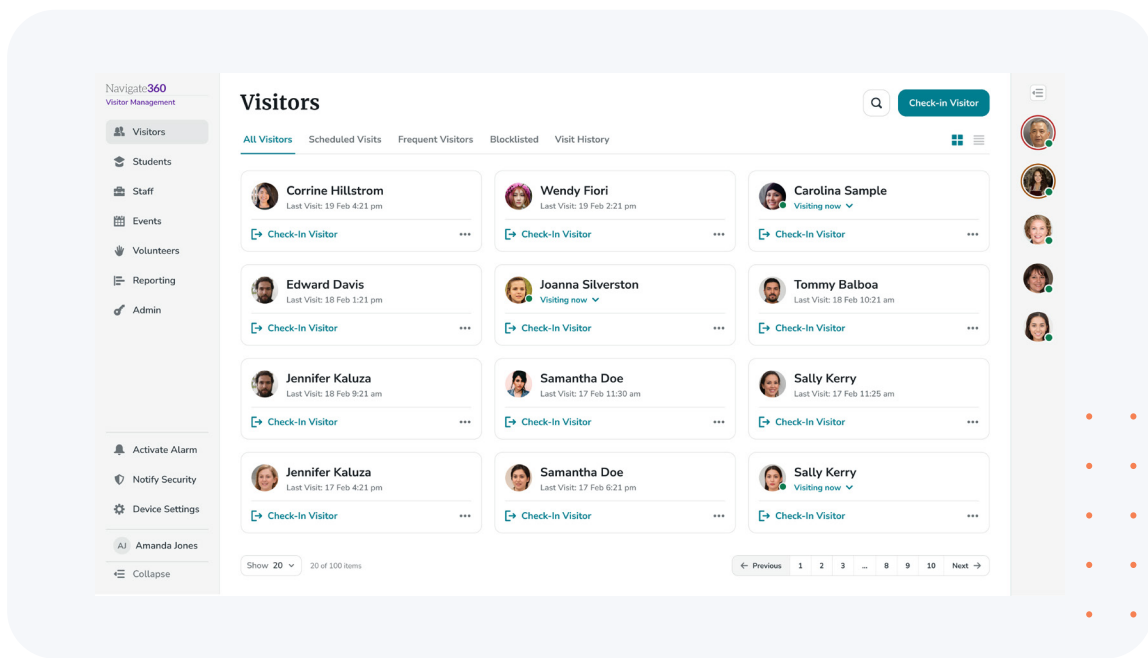 Navigate360
Visitor Management
Visitors
Students
Staff
Events
Volunteers
Reporting
Admin
Activate Alarm
Notify Security
Device Settings
AJ Amanda Jones
Collapse
Visitors
Check-in Visitor
All Visitors Scheduled Visits Frequent Visitors Blocklisted Visit History
Corrine Hillstrom
Last Visit: 19 Feb 4:21 pm
Check-In Visitor
Wendy Fiori
Last Visit: 19 Feb 2:21 pm
Check-In Visitor
Carolina Sample
Visiting now
Check-In Visitor
Edward Davis
Last Visit: 18 Feb 1:21 pm
Check-In Visitor
Joanna Silverston
Visiting now
Check-In Visitor
Tommy Balboa
Last Visit: 18 Feb 10:21 am
Check-In Visitor
Jennifer Kaluza
Last Visit: 18 Feb 9:21 am
Check-In Visitor
Samantha Doe
Last Visit: 17 Feb 11:30 am
Check-In Visitor
Sally Kerry
Last Visit: 17 Feb 11:25 am
Check-In Visitor
Jennifer Kaluza
Last Visit: 17 Feb 4:21 pm
Check-In Visitor
Samantha Doe
Last Visit: 17 Feb 6:21 pm
Check-In Visitor
Sally Kerry
Visiting now
Check-In Visitor
Show 20 20 of 100 items
← Previous 1 2 3 ... 8 9 10 Next →